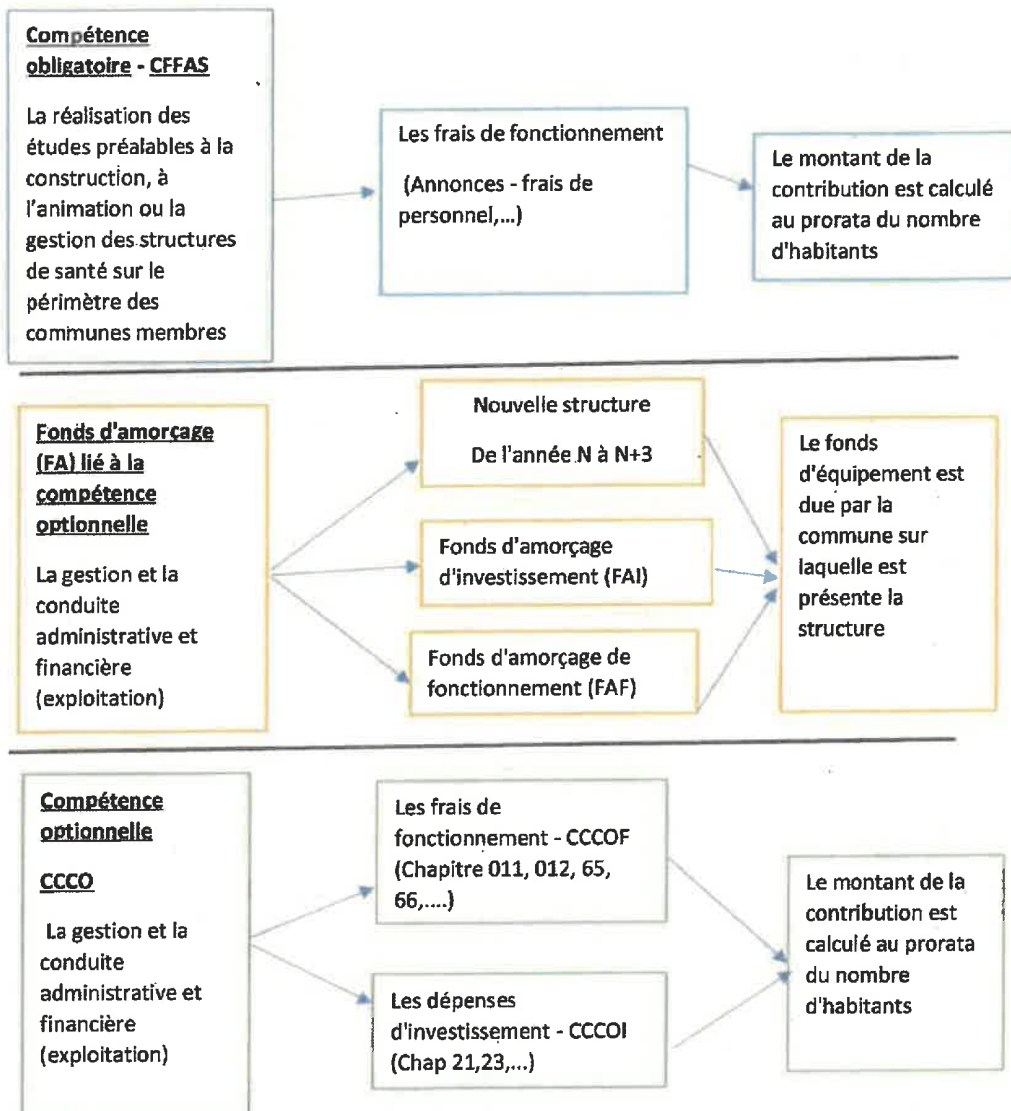 Compétence
obligatoire - CFFAS
La réalisation des
études préalables à la
construction, à
l'animation ou la
gestion des structures
de santé sur le
périmètre des
communes membres
Les frais de fonctionnement
(Annonces - frais de
personnel,...)
Le montant de la
contribution est calculé
au prorata du nombre
d'habitants
Fonds d'amorçage
(FA) lié à la
compétence
optionnelle
La gestion et la
conduite
administrative et
financière
(exploitation)
Nouvelle structure
De l'année N à N+3
Fonds d'amorçage
d'investissement (FAI)
Fonds d'amorçage de
fonctionnement (FAF)
Le fonds
d'équipement est
due par la
commune sur
laquelle est
présente la
structure
Compétence
optionnelle
CCCO
La gestion et la
conduite
administrative et
financière
(exploitation)
Les frais de
fonctionnement - CCCOF
(Chapitre 011, 012, 65,
66,....)
Les dépenses
d'investissement - CCCOI
(Chap 21,23,...)
Le montant de la
contribution est
calculé au prorata
du nombre
d'habitants